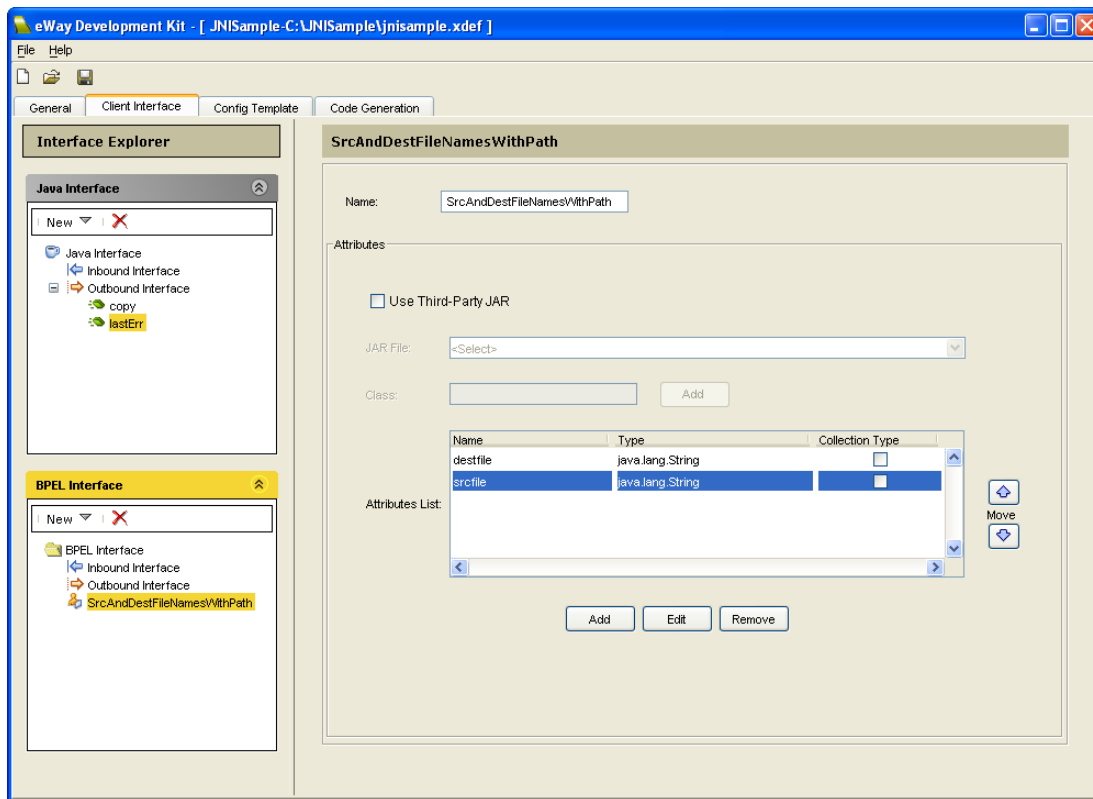 eWay Development Kit - [ JNISample-C:\JNISample\jnisample.xdef ]
File Help
General Client Interface Config Template Code Generation
Interface Explorer
Java Interface
New
Java Interface
Inbound Interface
Outbound Interface
copy
lastErr
BPEL Interface
New
BPEL Interface
Inbound Interface
Outbound Interface
SrcAndDestFileNamesWithPath
SrcAndDestFileNamesWithPath
Name: SrcAndDestFileNamesWithPath
Attributes
Use Third-Party JAR
JAR File: <Select>
Class: Add
Name Type Collection Type
destfile java.lang.String
srcfile java.lang.String
Attributes List:
Move
Add Edit Remove